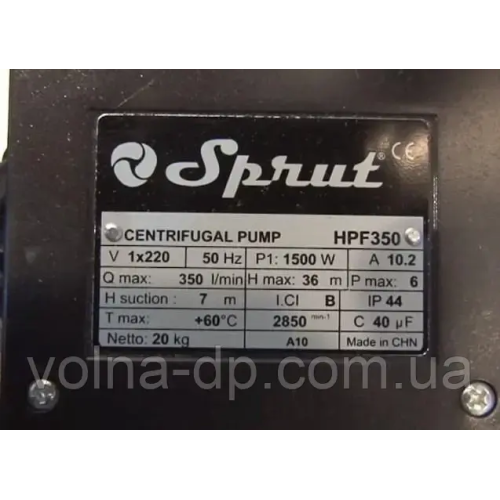 Sprut ® CE
CENTRIFUGAL PUMP HPF350
V 1x220 50 Hz P1: 1500 W A 10.2
Q max: 350 l/min H max: 36 m P max: 6
H suction : 7 m I.Cl B IP 44
T max: +60°C 2850 min-1 C 40 µF
Netto: 20 kg A10 Made in CHN
volna-dp.com.ua